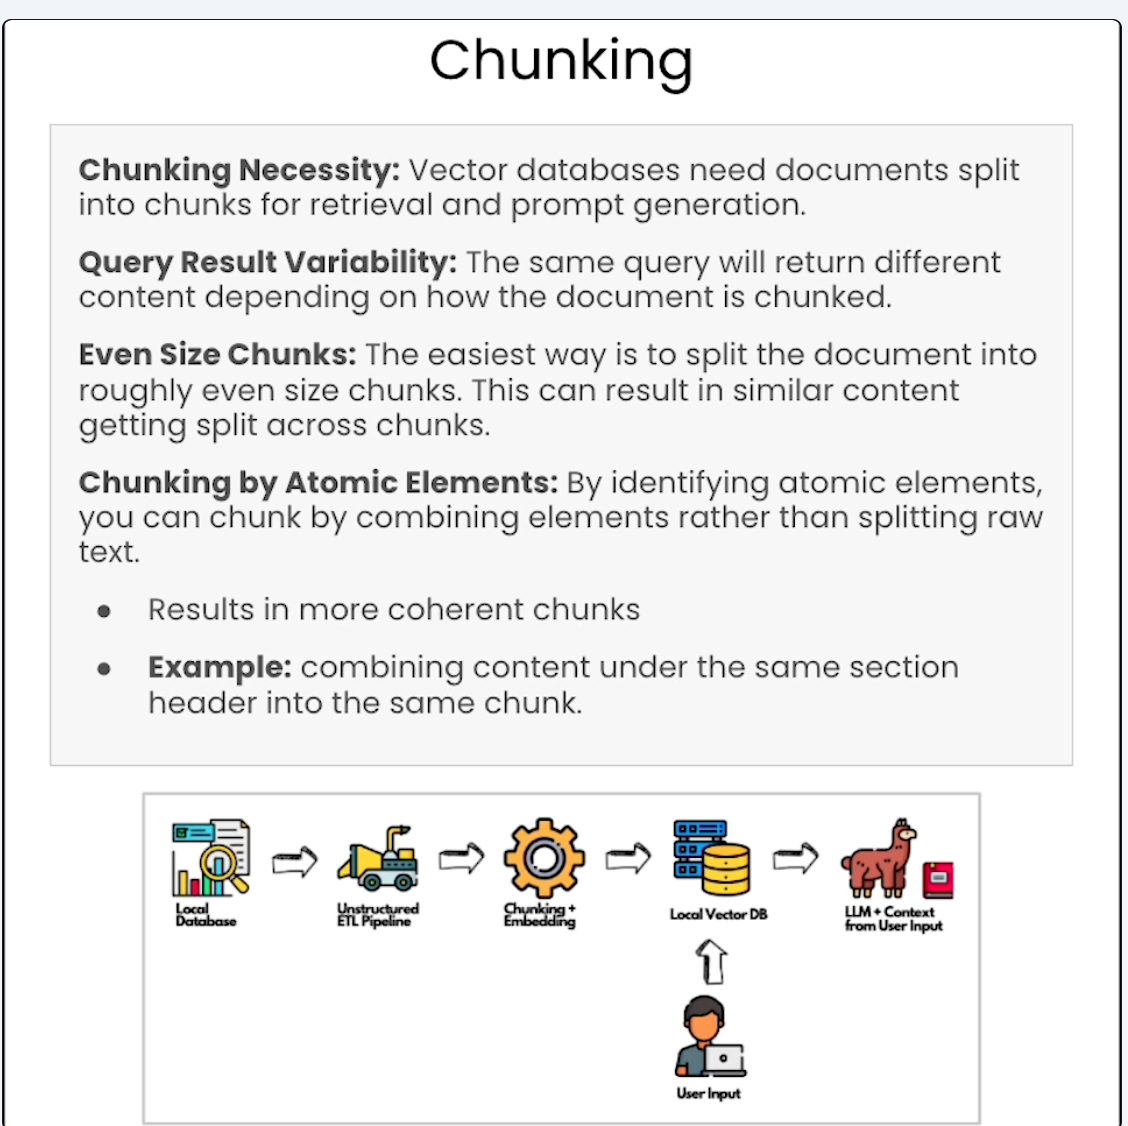 Chunking
Chunking Necessity: Vector databases need documents split
into chunks for retrieval and prompt generation.
Query Result Variability: The same query will return different
content depending on how the document is chunked.
Even Size Chunks: The easiest way is to split the document into
roughly even size chunks. This can result in similar content
getting split across chunks.
Chunking by Atomic Elements: By identifying atomic elements,
you can chunk by combining elements rather than splitting raw
text.
● Results in more coherent chunks
● Example: combining content under the same section
header into the same chunk.
Local
Database
Unstructured
ETL Pipeline
Chunking +
Embedding
Local Vector DB
LLM + Context
from User Input
User Input